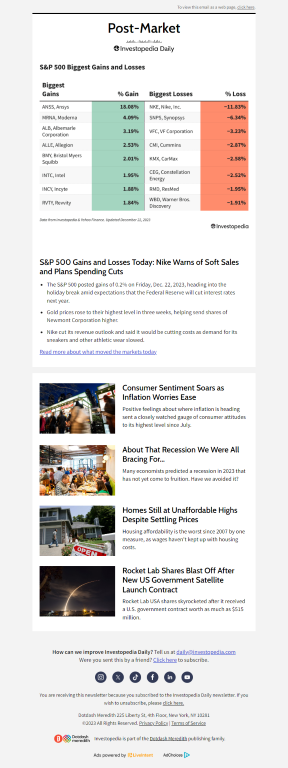 To view this email as a web page, click here.
Post-Market
Investopedia Daily
S&P 500 Biggest Gains and Losses
Biggest Gains % Gain Biggest Losses % Loss
ANSS, Ansys 18.08% NKE, Nike, Inc. −11.83%
MRNA, Moderna 4.09% SNPS, Synopsys −6.34%
ALB, Albemarle Corporation 3.19% VFC, VF Corporation −3.23%
ALLE, Allegion 2.53% CMI, Cummins −2.87%
BMY, Bristol Myers Squibb 2.01% KMX, CarMax −2.58%
INTC, Intel 1.95% CEG, Constellation Energy −2.52%
INCY, Incyte 1.88% RMD, ResMed −1.95%
RVTY, Revvity 1.84% WBD, Warner Bros Discovery −1.91%
Data from Investopedia & Yahoo Finance. Updated December 22, 2023
Investopedia
S&P 500 Gains and Losses Today: Nike Warns of Soft Sales
and Plans Spending Cuts
The S&P 500 posted gains of 0.2% on Friday, Dec. 22, 2023, heading into the
holiday break amid expectations that the Federal Reserve will cut interest rates
next year.
Gold prices rose to their highest level in three weeks, helping send shares of
Newmont Corporation higher.
Nike cut its revenue outlook and said it would be cutting costs as demand for its
sneakers and other athletic wear slowed.
Read more about what moved the markets today
Consumer Sentiment Soars as
Inflation Worries Ease
Positive feelings about where inflation is heading
sent a closely watched gauge of consumer attitudes
to its highest level since July.
About That Recession We Were All
Bracing For...
Many economists predicted a recession in 2023 that
has not yet come to fruition. Have we avoided it?
Homes Still at Unaffordable Highs
Despite Settling Prices
Housing affordability is the worst since 2007 by one
measure, as wages haven't kept up with housing
costs.
OPEN
Rocket Lab Shares Blast Off After
New US Government Satellite
Launch Contract
Rocket Lab USA shares skyrocketed after it received
a U.S. government contract worth as much as $515
million.
How can we improve Investopedia Daily? Tell us at daily@investopedia.com
Were you sent this by a friend? Click here to subscribe.
You are receiving this newsletter because you subscribed to the Investopedia Daily newsletter. If you
wish to unsubscribe, please click here.
Dotdash Meredith 225 Liberty St, 4th Floor, New York, NY 10281
©2023 All Rights Reserved. Privacy Policy | Terms of Service
Dotdash meredith Investopedia is part of the Dotdash Meredith publishing family.
Ads powered by LiveIntent AdChoices